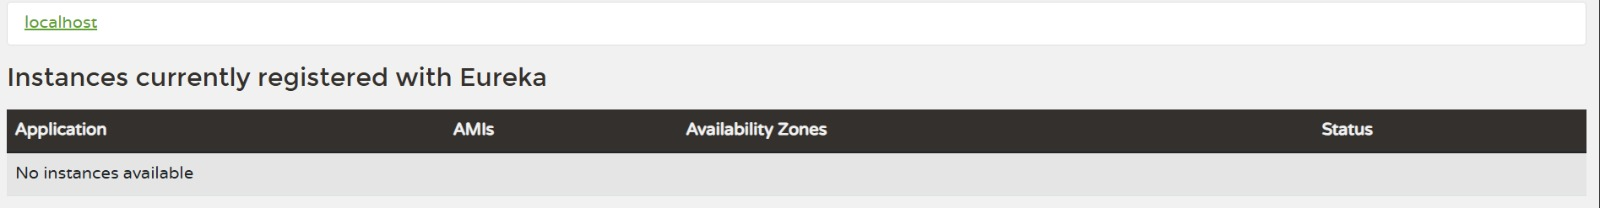 localhost
Instances currently registered with Eureka
Application AMIs Availability Zones Status
No instances available